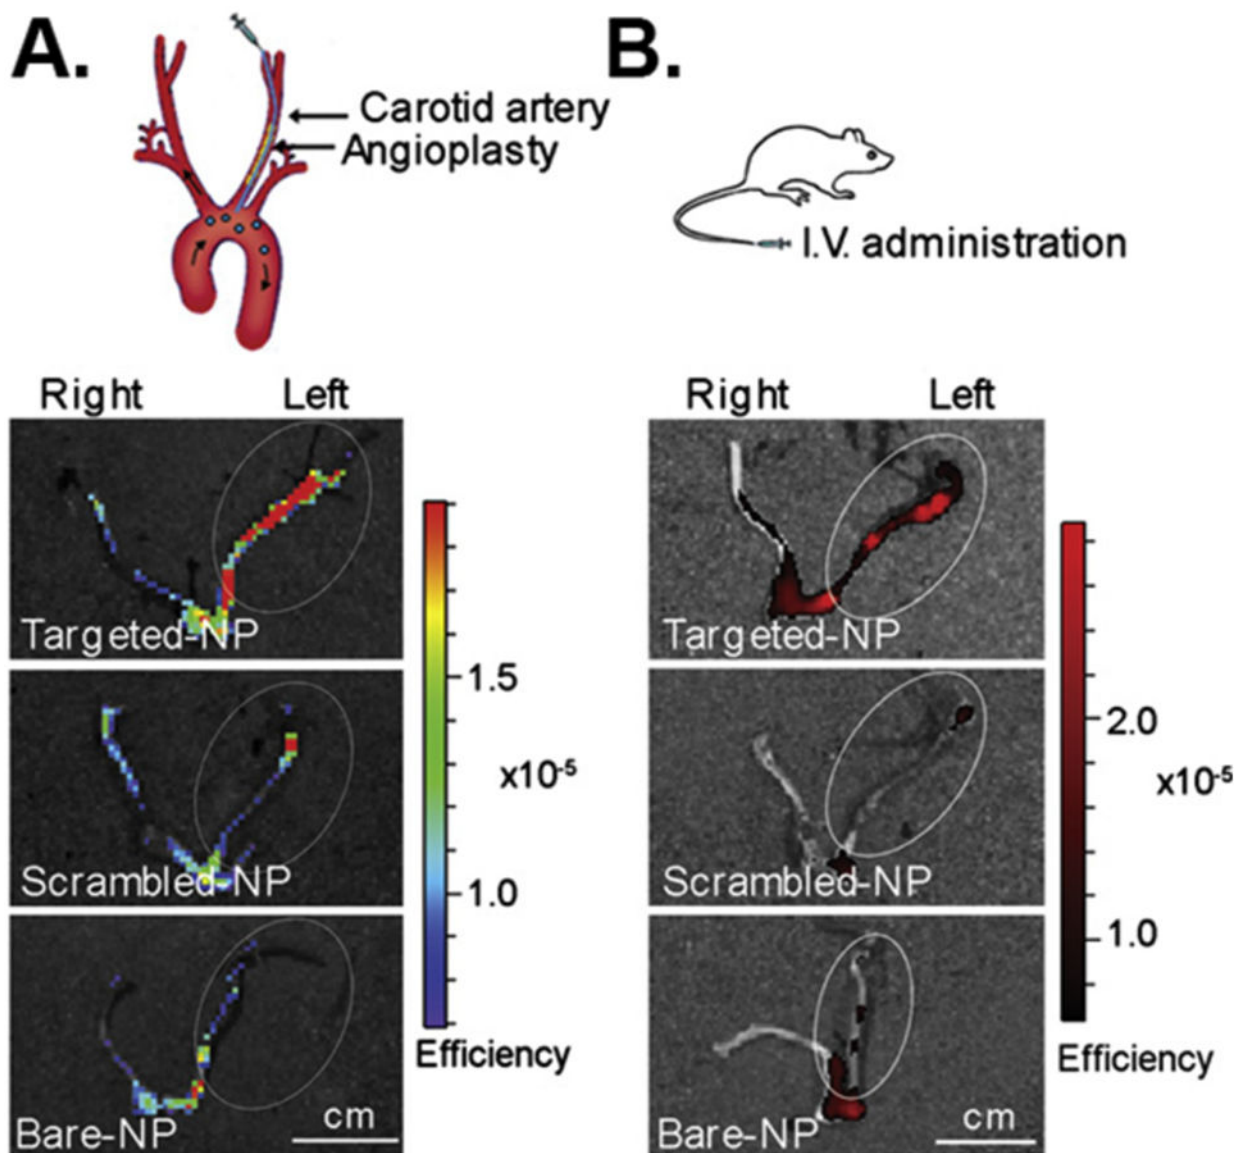 A.
Carotid artery
Angioplasty
Right Left
Targeted-NP
Scrambled-NP
Bare-NP
cm
1.5
x10-5
1.0
Efficiency
B.
I.V. administration
Right Left
Targeted-NP
Scrambled-NP
Bare-NP
cm
2.0
x10-5
1.0
Efficiency